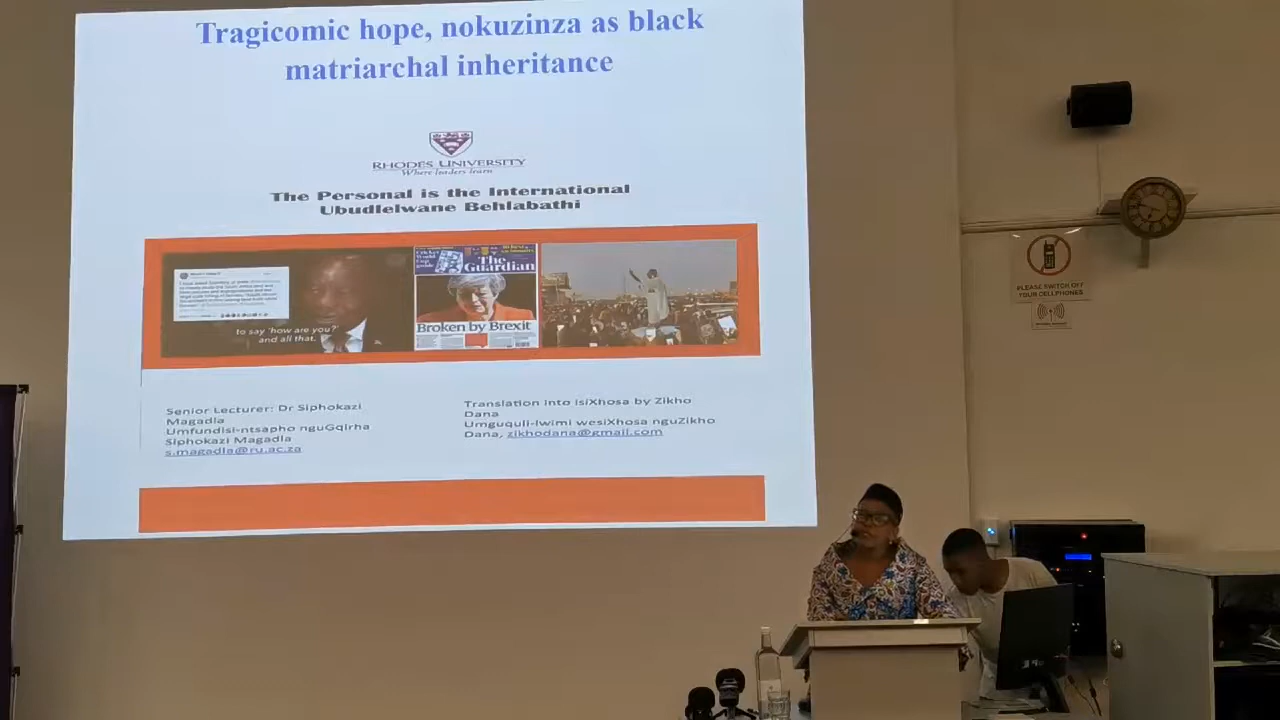 Tragicomic hope, nokuzinza as black
matriarchal inheritance
RHODES UNIVERSITY
Where leaders learn
The Personal is the International
Ubudlelwane Behlabathi
to say 'how are you?'
and all that.
The
Guardian
Broken by Brexit
Senior Lecturer: Dr Siphokazi
Magadla
Umfundisi-ntsapho nguGqirha
Siphokazi Magadla
s.magadla@ru.ac.za
Translation into isiXhosa by Zikho
Dana
Umguquli-lwimi wesiXhosa nguZikho
Dana, zikhodana@gmail.com
PLEASE SWITCH OFF
YOUR CELLPHONES